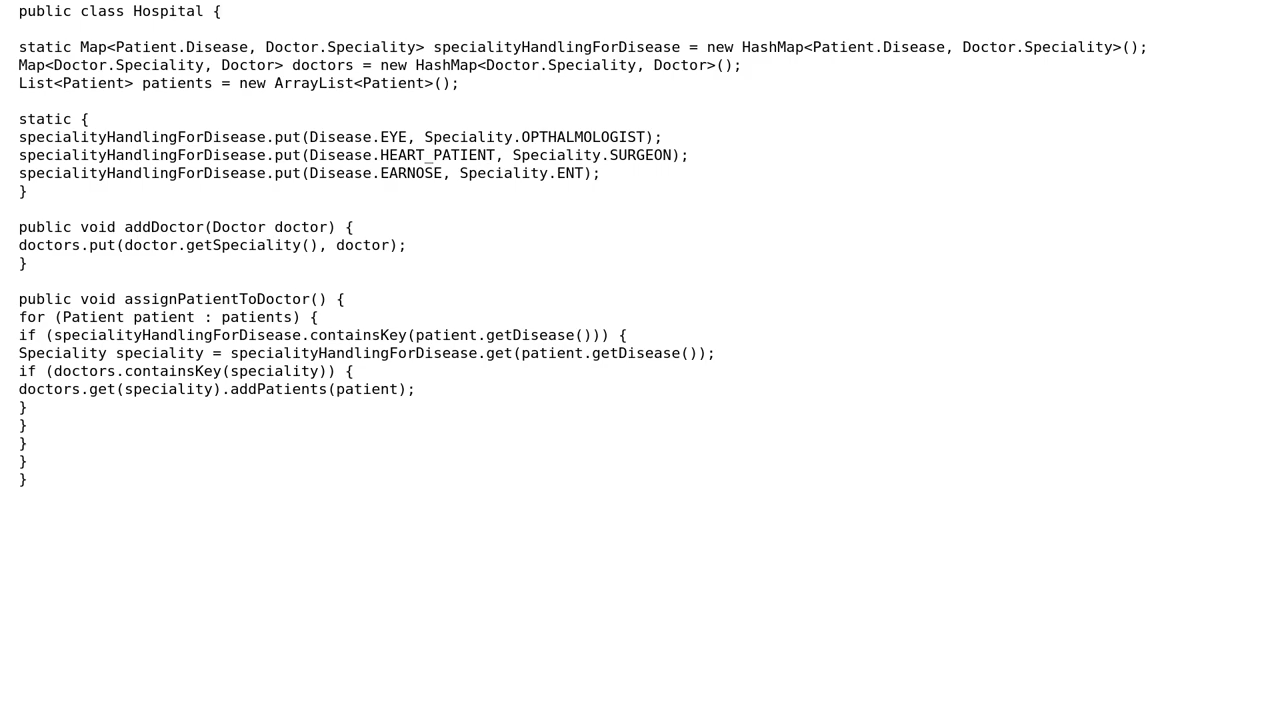 public class Hospital {
static Map<Patient.Disease, Doctor.Speciality> specialityHandlingForDisease = new HashMap<Patient.Disease, Doctor.Speciality>();
Map<Doctor.Speciality, Doctor> doctors = new HashMap<Doctor.Speciality, Doctor>();
List<Patient> patients = new ArrayList<Patient>();
static {
specialityHandlingForDisease.put(Disease.EYE, Speciality.OPTHALMOLOGIST);
specialityHandlingForDisease.put(Disease.HEART_PATIENT, Speciality.SURGEON);
specialityHandlingForDisease.put(Disease.EARNOSE, Speciality.ENT);
}
public void addDoctor(Doctor doctor) {
doctors.put(doctor.getSpeciality(), doctor);
}
public void assignPatientToDoctor() {
for (Patient patient : patients) {
if (specialityHandlingForDisease.containsKey(patient.getDisease())) {
Speciality speciality = specialityHandlingForDisease.get(patient.getDisease());
if (doctors.containsKey(speciality)) {
doctors.get(speciality).addPatients(patient);
}
}
}
}
}